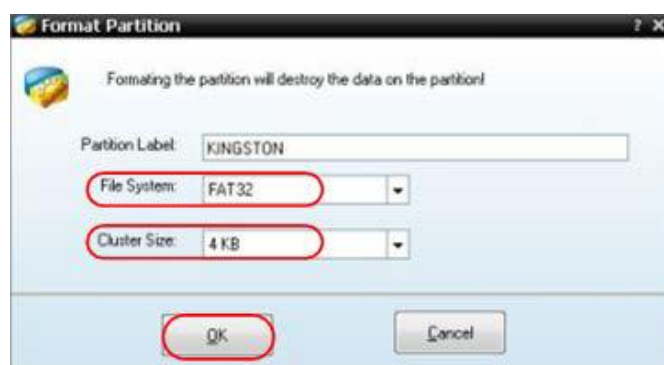 Format Partition ? X
Formating the partition will destroy the data on the partition!
Partition Label: KINGSTON
File System: FAT32
Cluster Size: 4 KB
OK Cancel